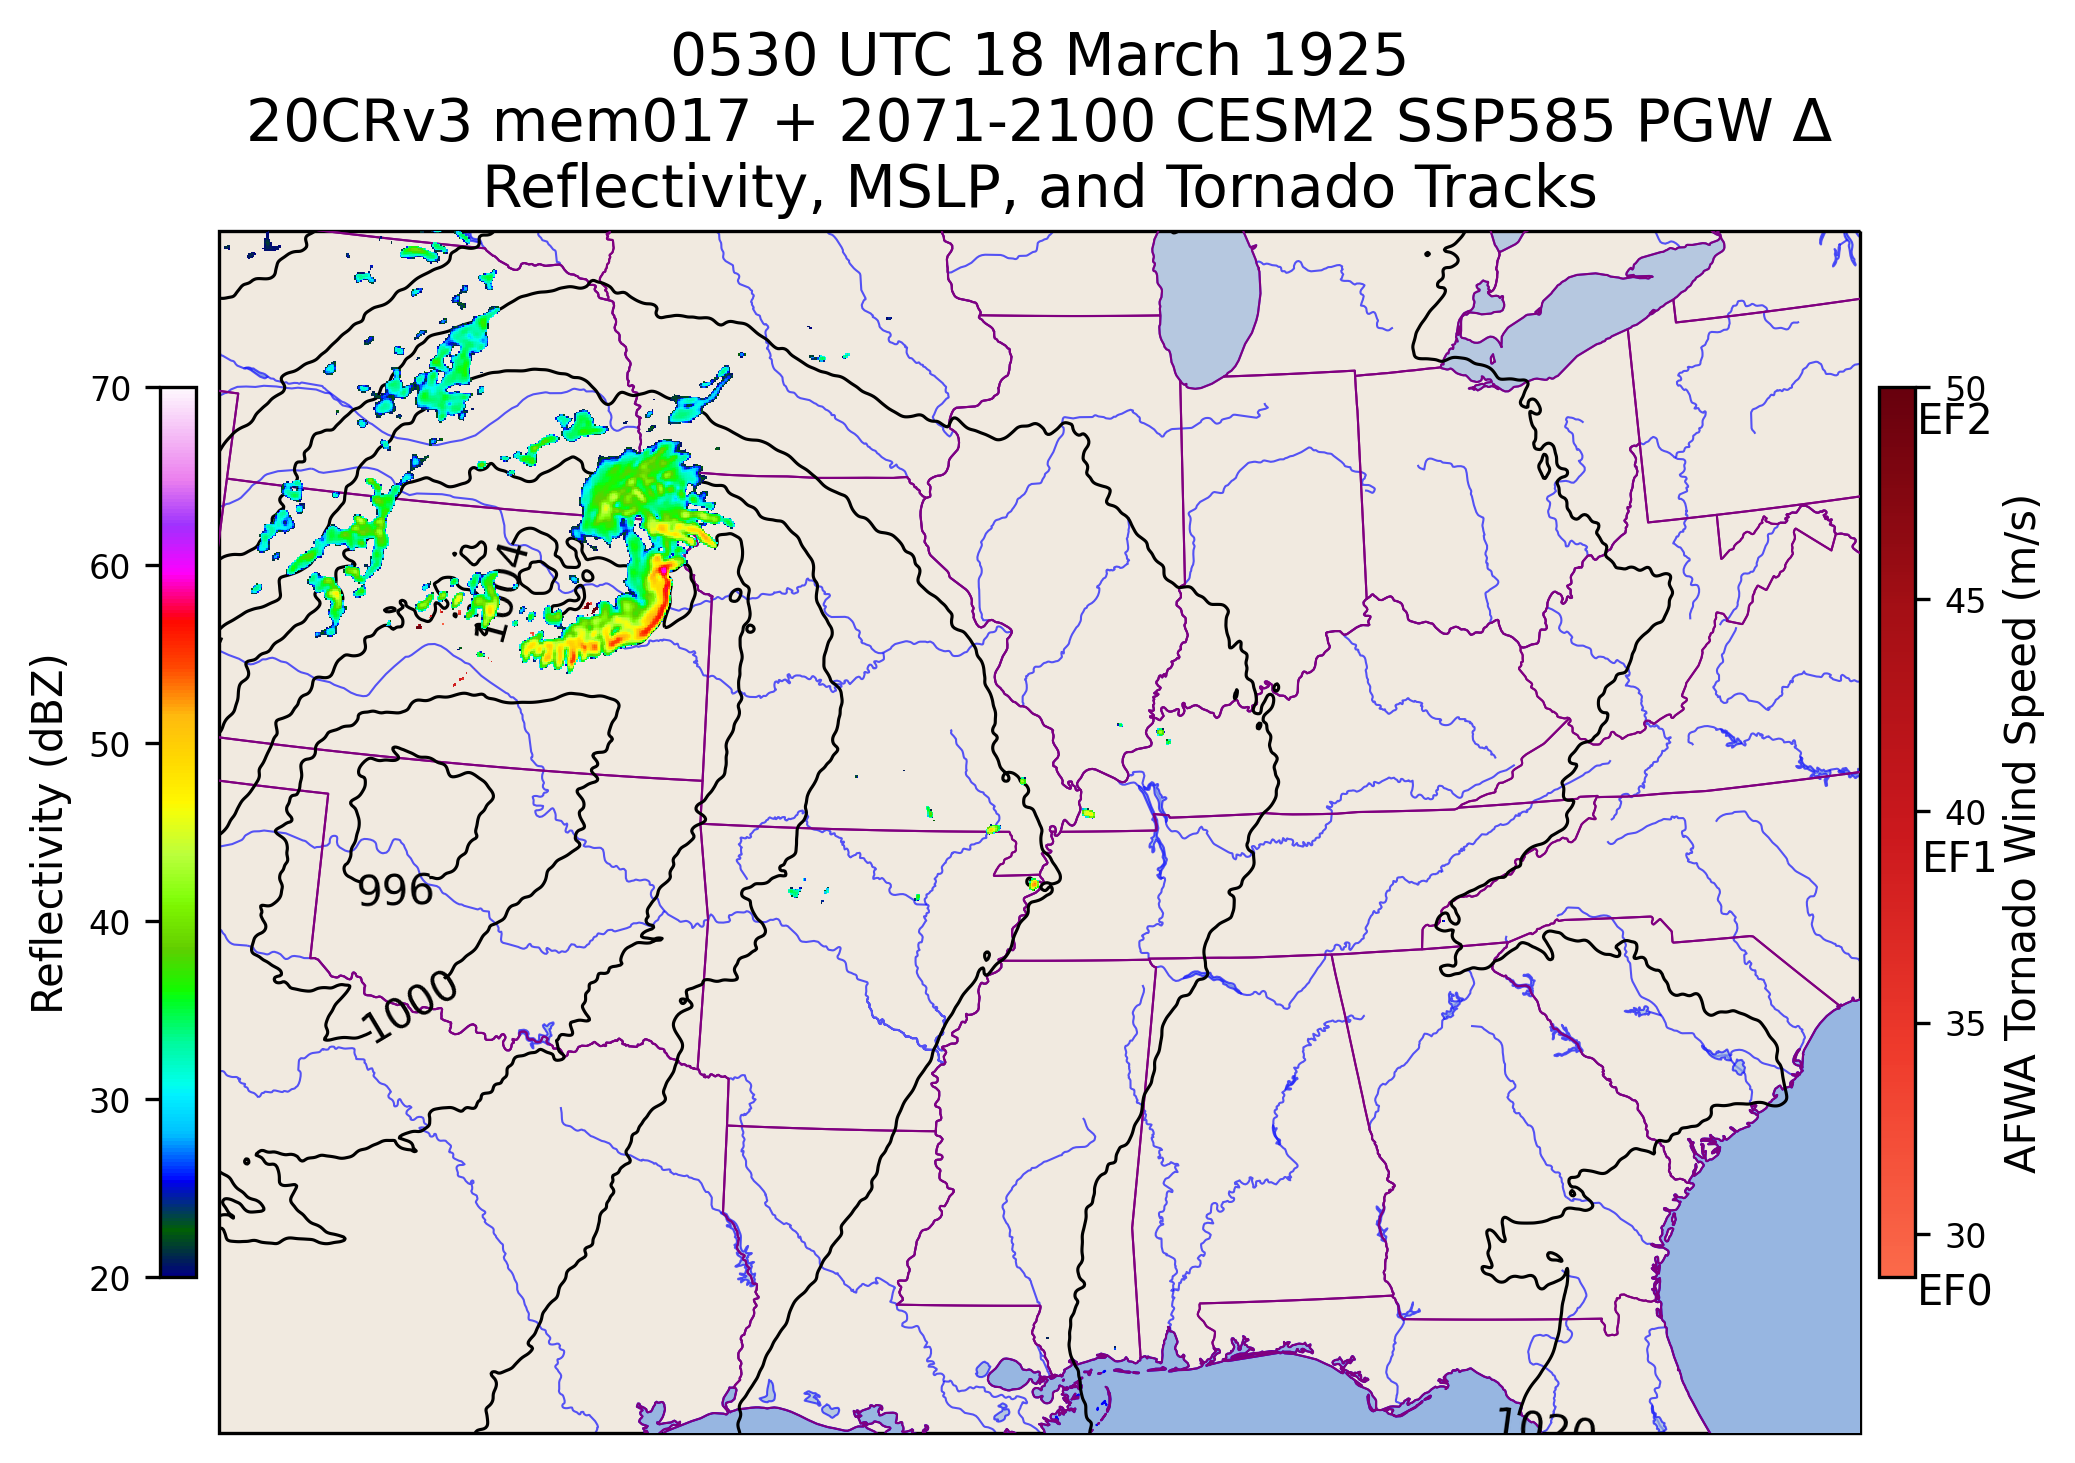 0530 UTC 18 March 1925
20CRv3 mem017 + 2071-2100 CESM2 SSP585 PGW Δ
Reflectivity, MSLP, and Tornado Tracks
70
60
50
40
30
20
Reflectivity (dBZ)
1004
996
1000
1020
50
EF2
45
40
EF1
35
30
EF0
AFWA Tornado Wind Speed (m/s)